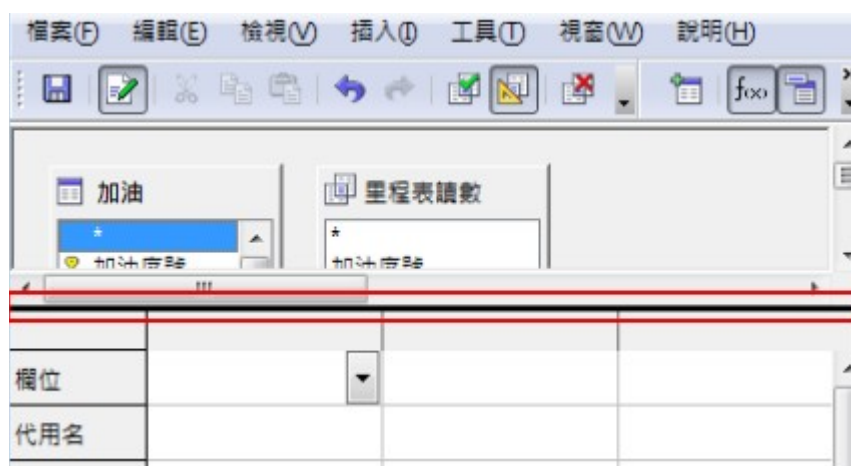 檔案(F) 編輯(E) 檢視(V) 插入(I) 工具(T) 視窗(W) 說明(H)
f(x)
加油 里程表讀數
* *
加油序號 加油序號
欄位
代用名